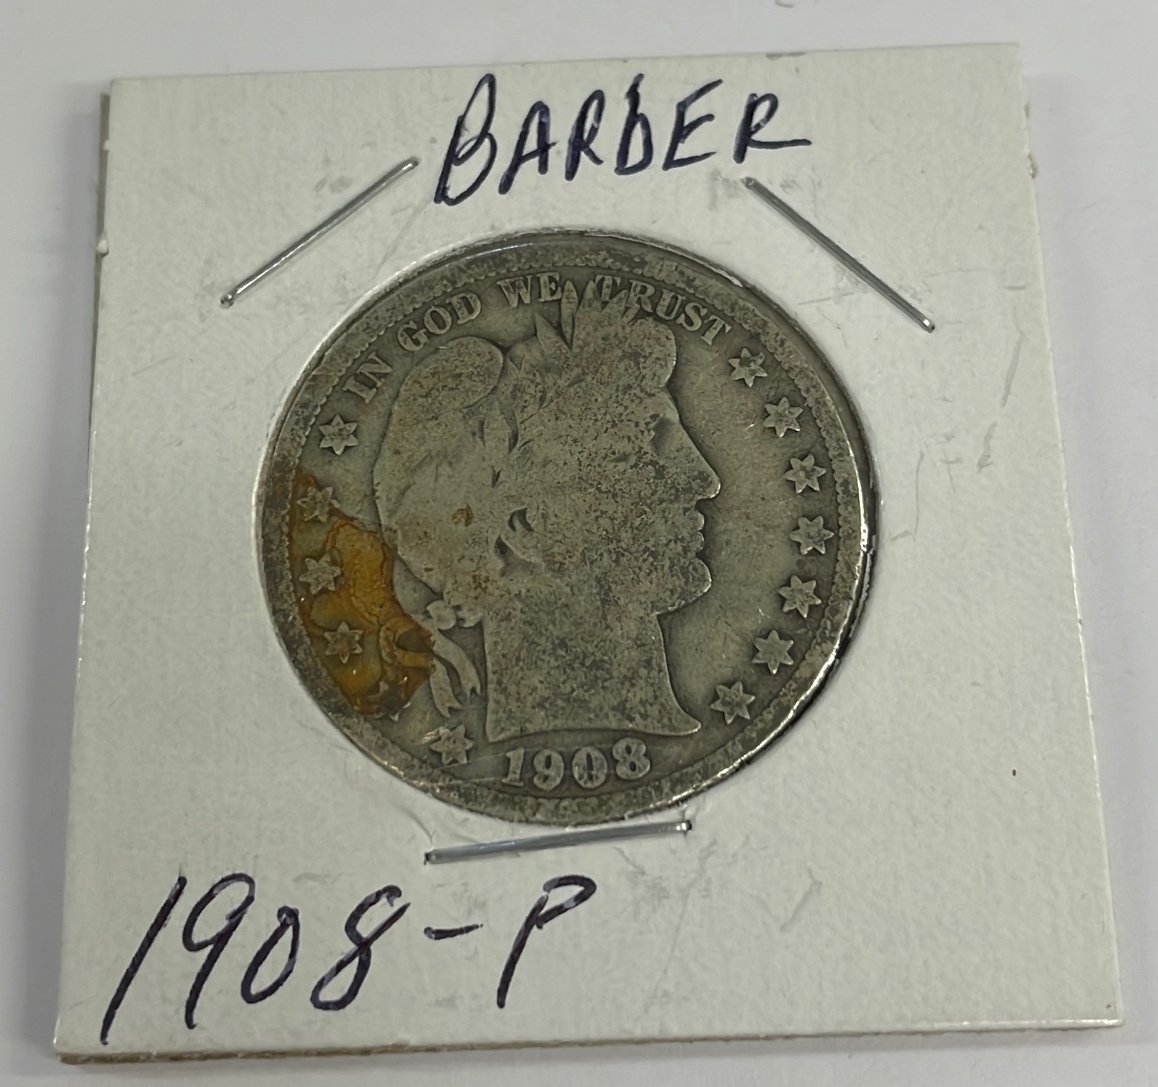 BARBER
IN GOD WE TRUST
1908
1908-P